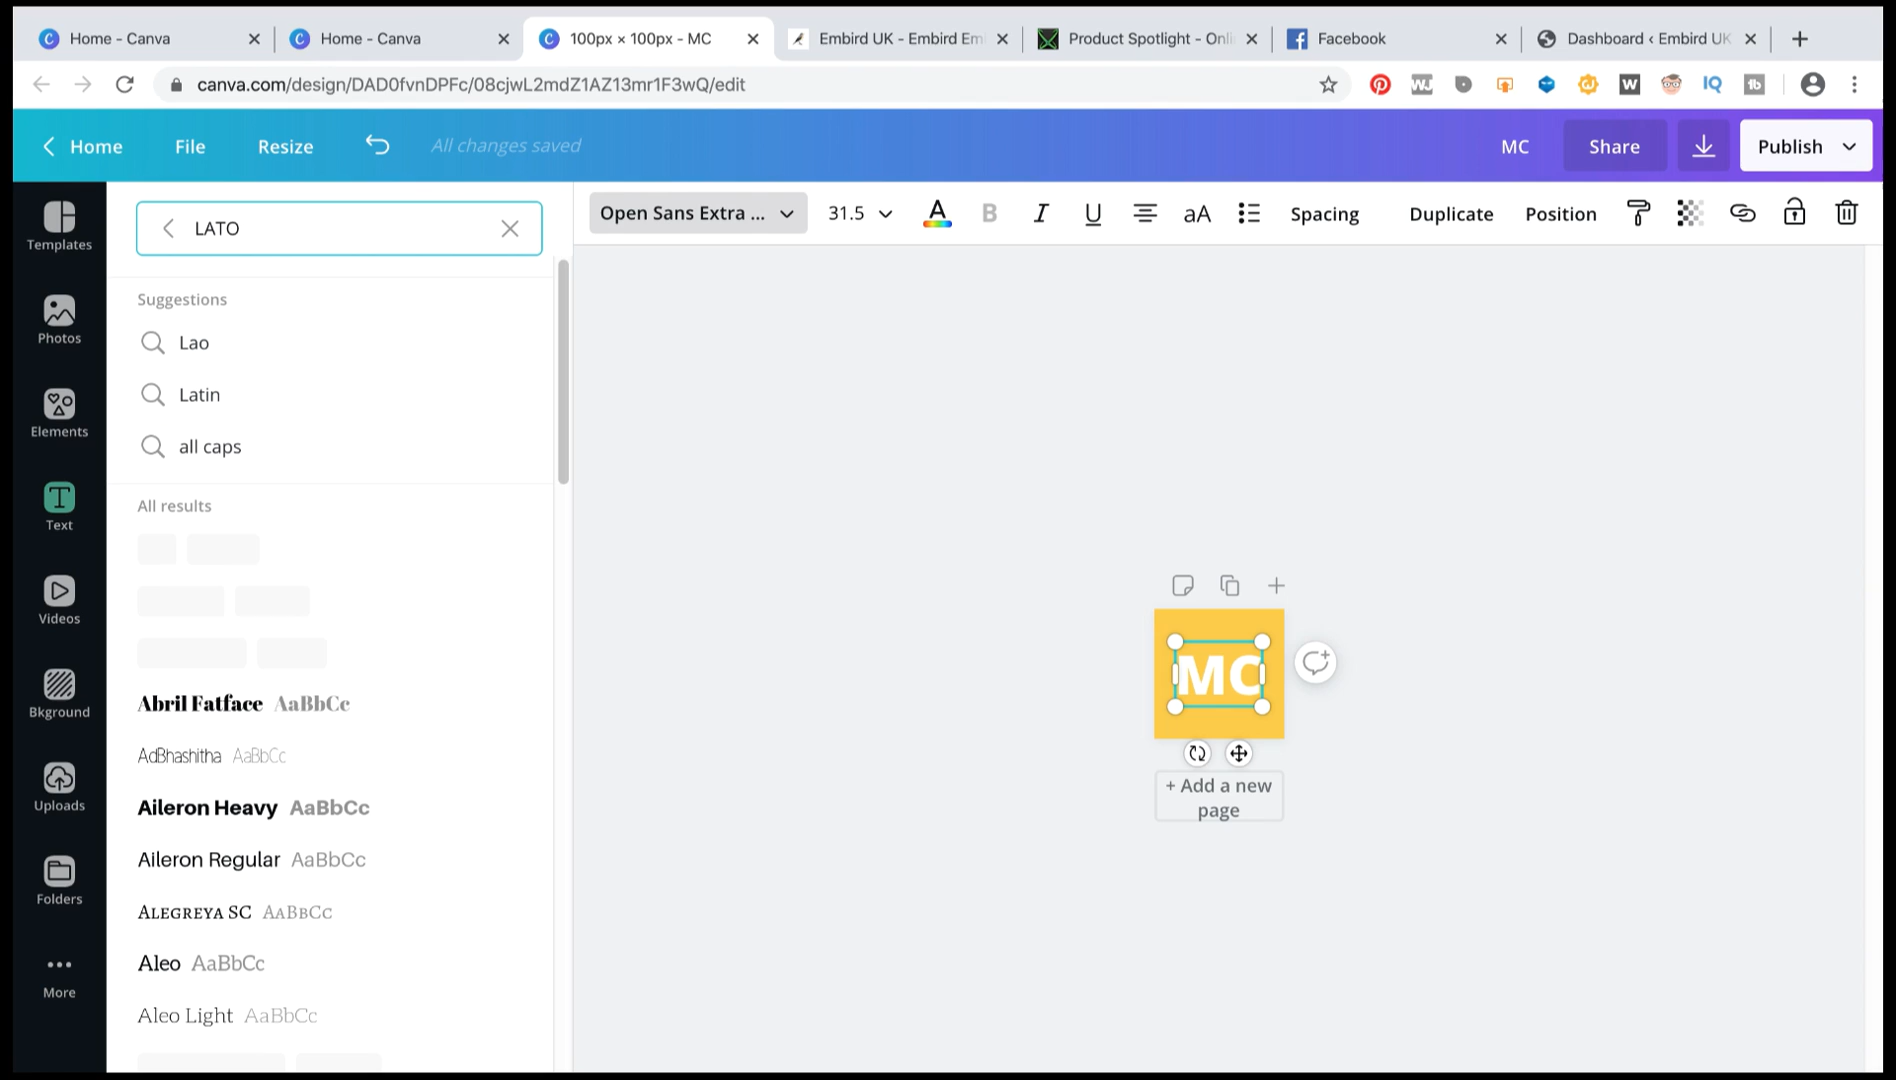 Home - Canva
Home - Canva
100px × 100px - MC
Embird UK - Embird Em
Product Spotlight - Onli
Facebook
Dashboard ‹ Embird UK
canva.com/design/DAD0fvnDPFc/08cjwL2mdZ1AZ13mr1F3wQ/edit
Home
File
Resize
All changes saved
MC
Share
Publish
Templates
Photos
Elements
Text
Videos
Bkground
Uploads
Folders
More
LATO
Suggestions
Lao
Latin
all caps
All results
Abril Fatface AaBbCc
AdBhashitha AaBbCc
Aileron Heavy AaBbCc
Aileron Regular AaBbCc
Alegreya SC AaBbCc
Aleo AaBbCc
Aleo Light AaBbCc
Open Sans Extra ...
31.5
A
B
I
U
aA
Spacing
Duplicate
Position
MC
+ Add a new
page